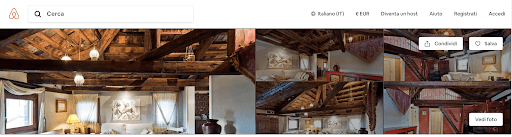 Cerca
Italiano (IT) € EUR Diventa un host Aiuto Registrati Accedi
Condividi Salva
Vedi foto